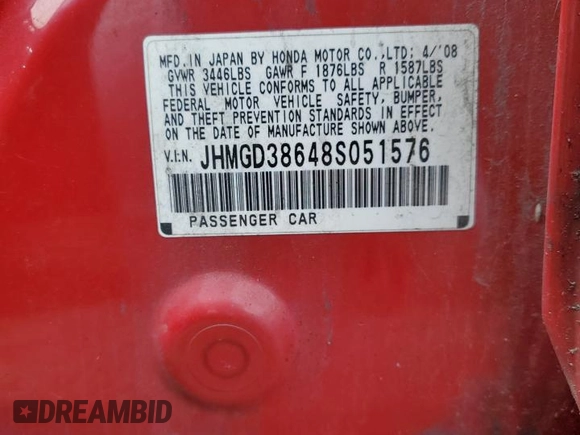 MFD.IN JAPAN BY HONDA MOTOR CO.,LTD; 4/'08
GVWR 3446LBS GAWR F 1876LBS R 1587LBS
THIS VEHICLE CONFORMS TO ALL APPLICABLE
FEDERAL MOTOR VEHICLE SAFETY, BUMPER,
AND THEFT PREVENTION STANDARDS IN EFFECT
ON THE DATE OF MANUFACTURE SHOWN ABOVE.
V.I.N. JHMGD38648S051576
PASSENGER CAR
DREAMBID